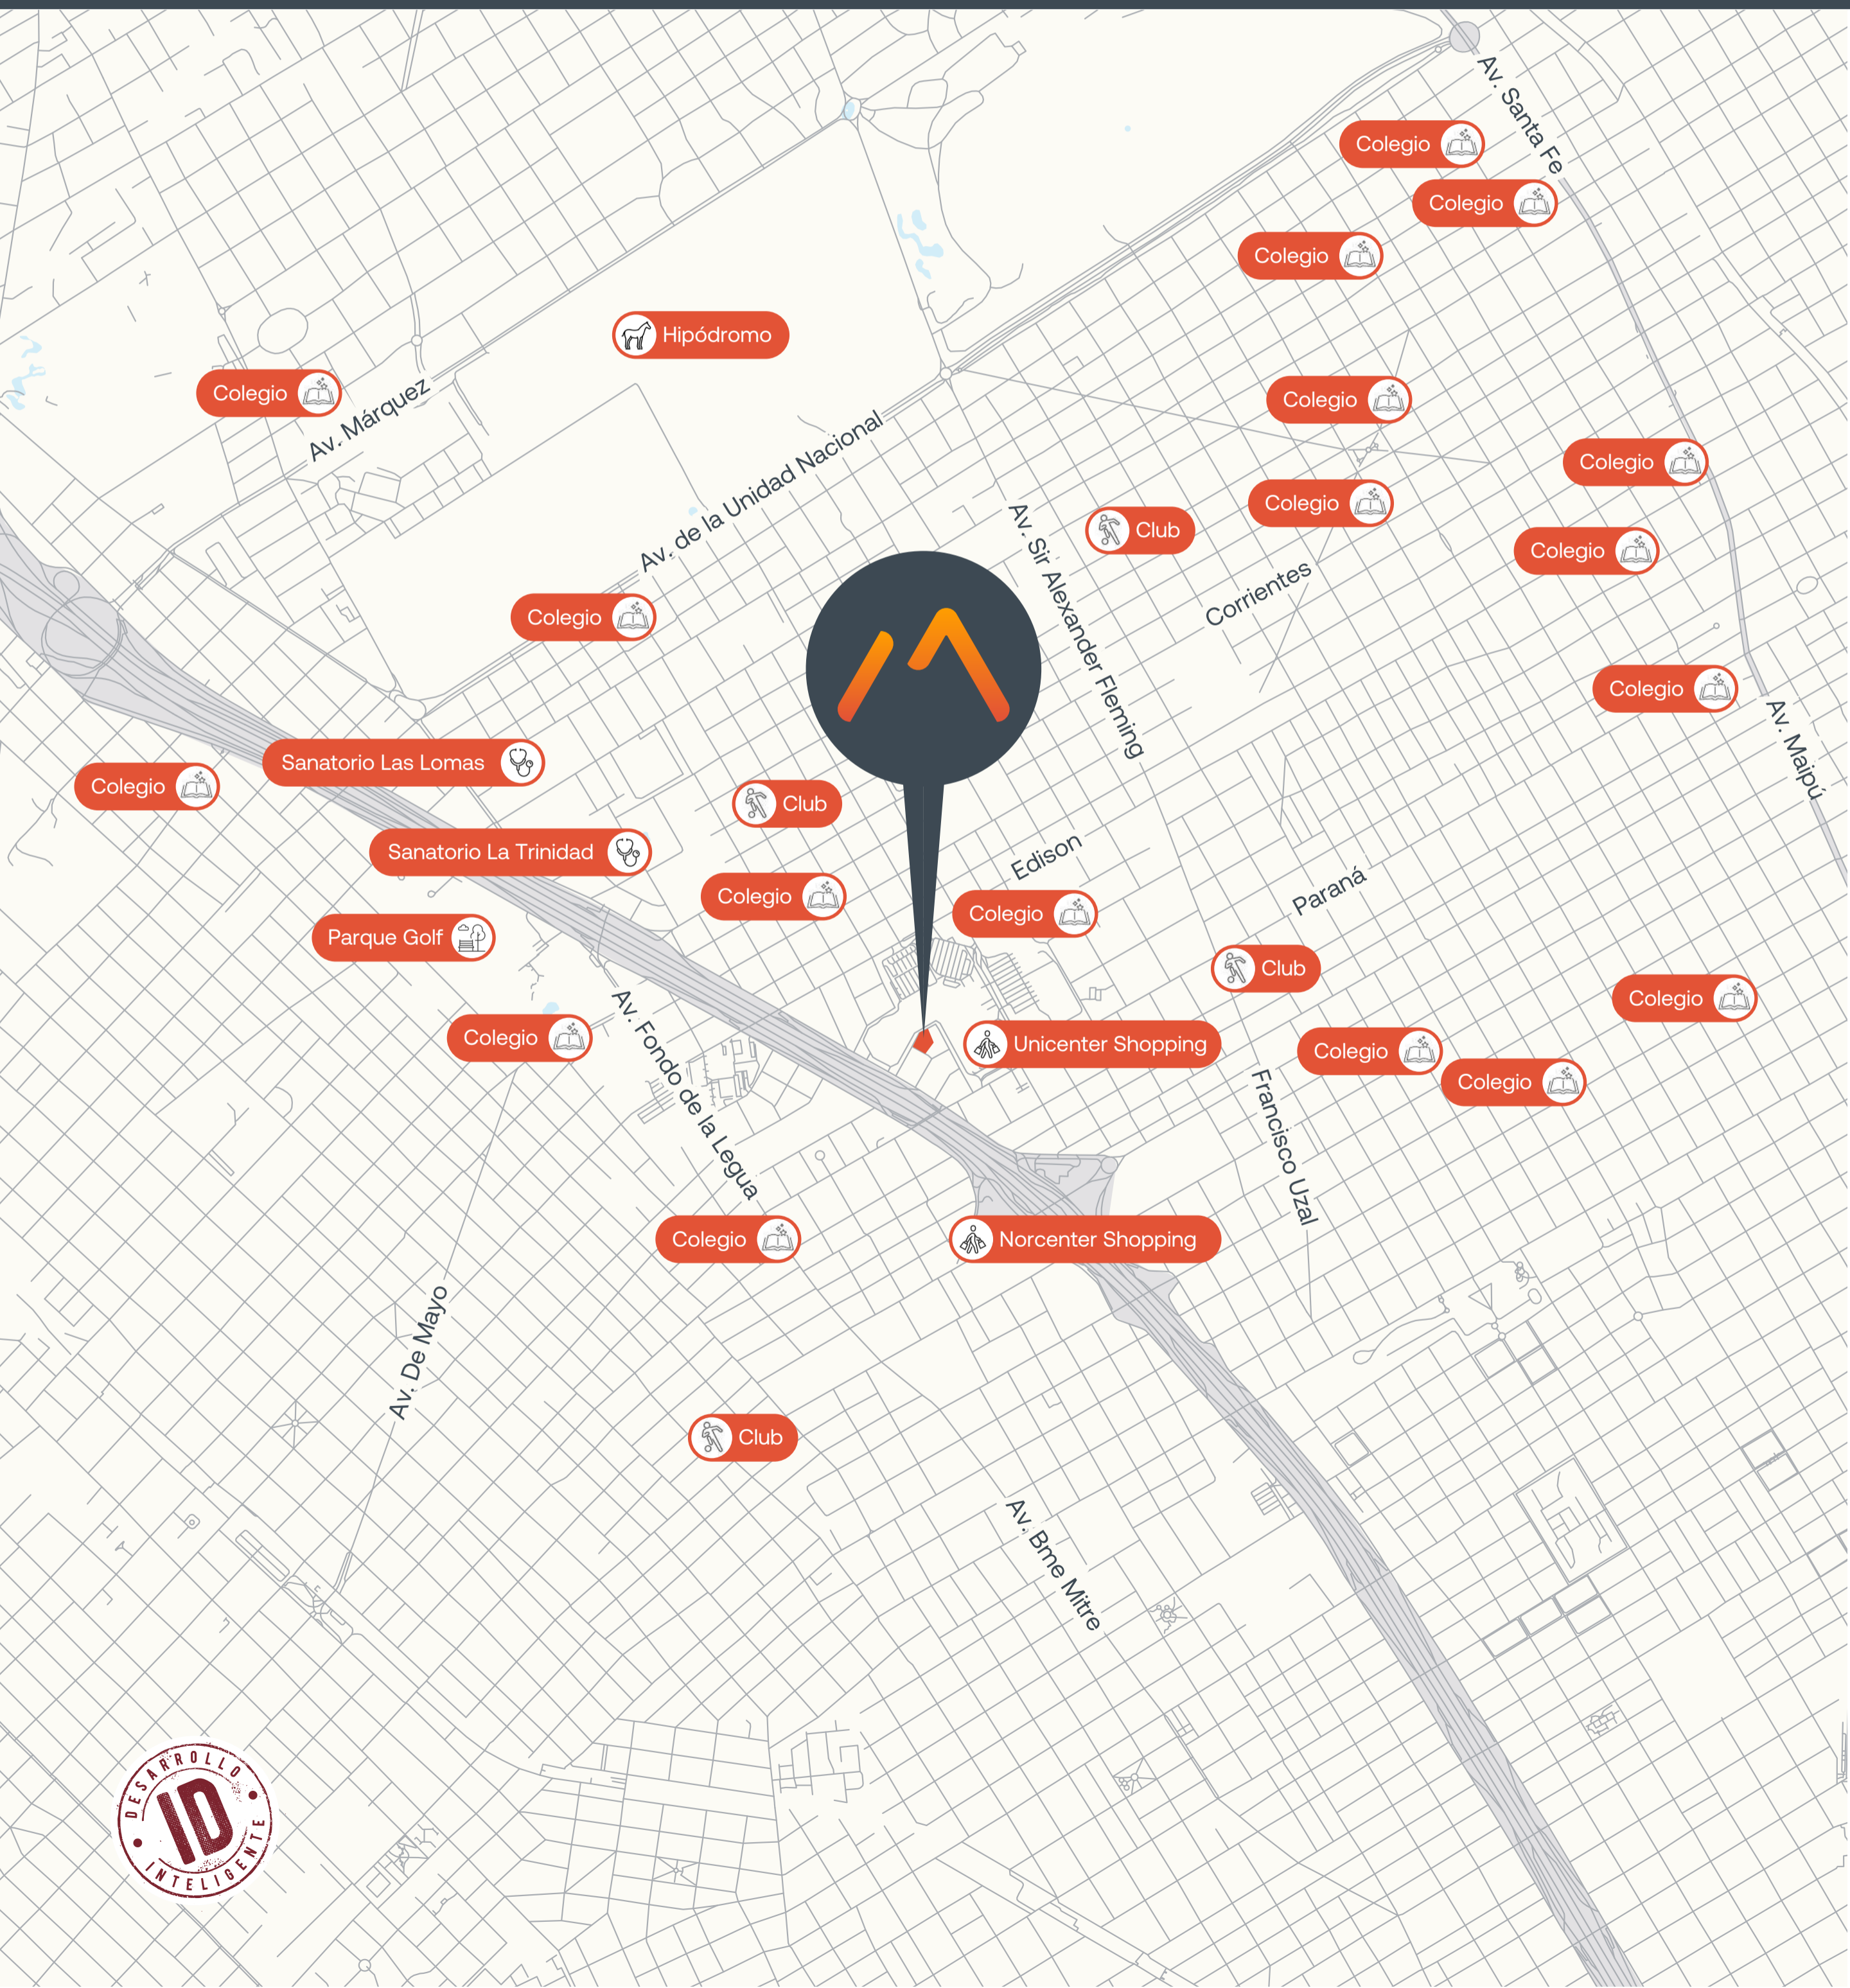 Av. Santa Fe
Colegio
Colegio
Colegio
Hipódromo
Colegio
Av. Márquez
Colegio
Av. de la Unidad Nacional
Colegio
Colegio
Club
Av. Sir Alexander Fleming
Colegio
Corrientes
Colegio
Colegio
Av. Maipú
Sanatorio Las Lomas
Colegio
Club
Sanatorio La Trinidad
Edison
Colegio
Paraná
Colegio
Parque Golf
Club
Colegio
Colegio
Av. Fondo de la Legua
Unicenter Shopping
Colegio
Colegio
Francisco Uzal
Colegio
Norcenter Shopping
Av. De Mayo
Club
Av. Bme Mitre
DESARROLLO
ID
INTELIGENTE